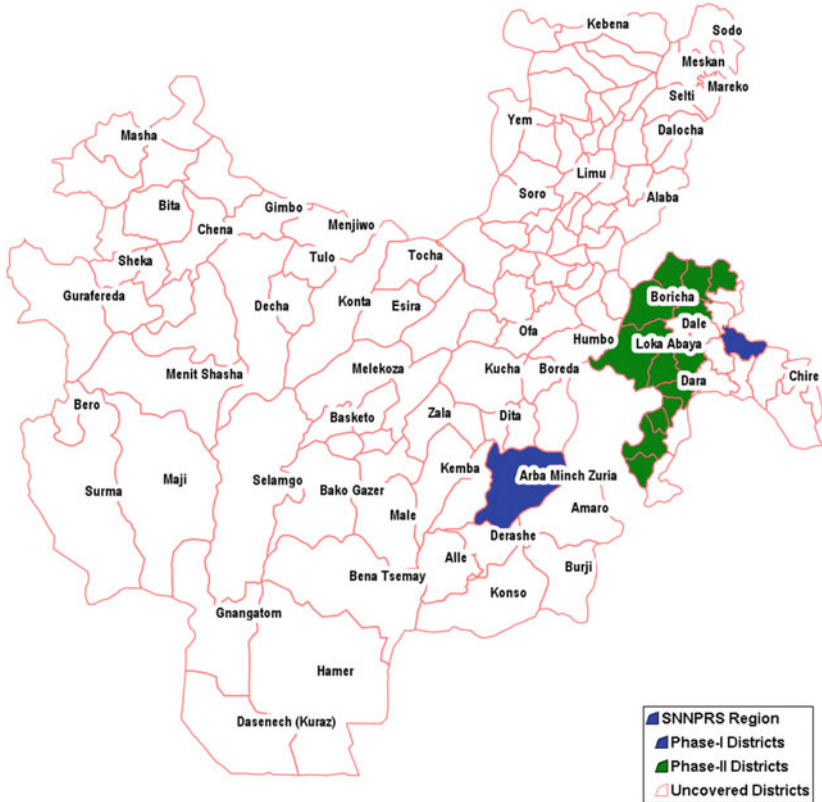 Kebena
Sodo
Meskan
Mareko
Selti
Yem
Dalocha
Masha
Limu
Soro
Alaba
Bita
Gimbo
Chena
Menjiwo
Sheka
Tulo
Tocha
Gurafereda
Decha
Konta
Esira
Boricha
Ofa
Dale
Humbo
Loka Abaya
Menit Shasha
Melekoza
Kucha
Boreda
Dara
Chire
Bero
Basketo
Zala
Dita
Surma
Maji
Selamgo
Bako Gazer
Kemba
Arba Minch Zuria
Male
Amaro
Derashe
Alle
Burji
Bena Tsemay
Konso
Gnangatom
Hamer
Dasenech (Kuraz)
SNNPRS Region
Phase-I Districts
Phase-II Districts
Uncovered Districts